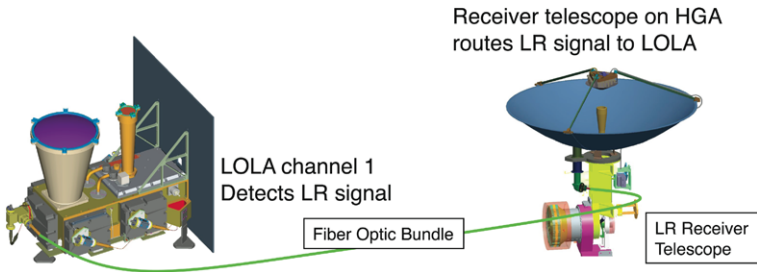 Receiver telescope on HGA
routes LR signal to LOLA
LOLA channel 1
Detects LR signal
Fiber Optic Bundle
LR Receiver
Telescope